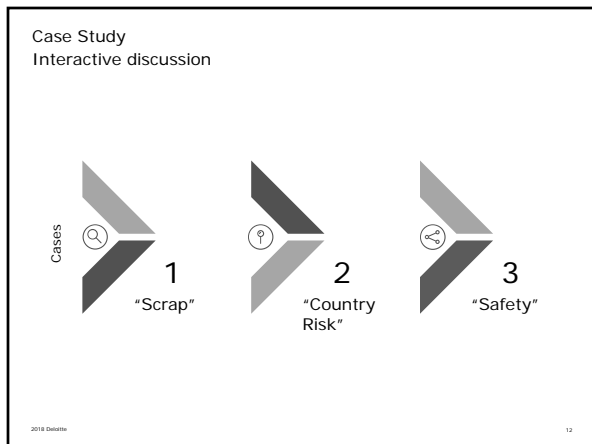 Case Study
Interactive discussion
Cases
1
“Scrap”
2
“Country
Risk”
3
“Safety”
2018 Deloitte
12